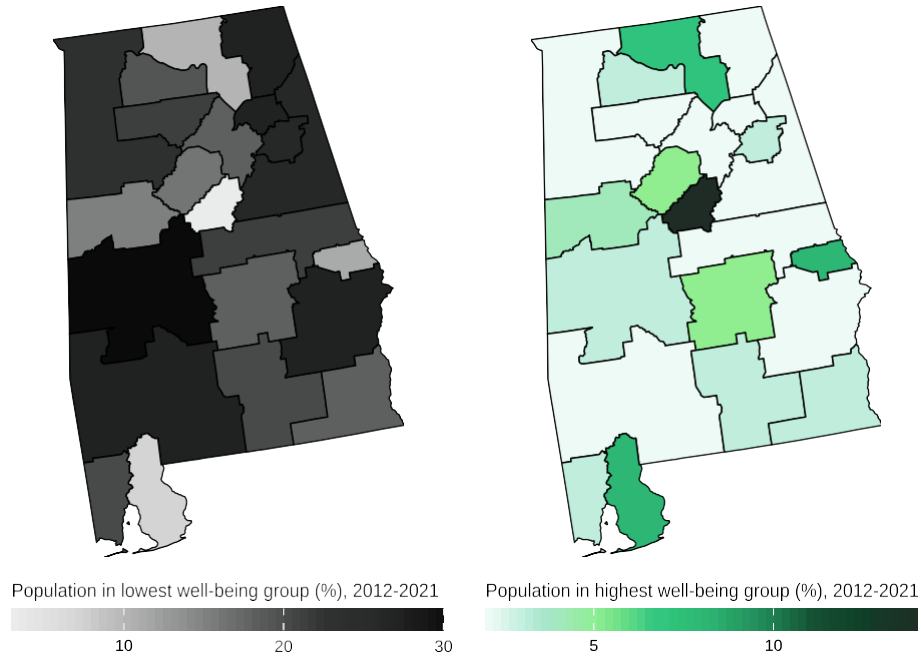 Population in lowest well-being group (%), 2012-2021
10 20 30
Population in highest well-being group (%), 2012-2021
5 10